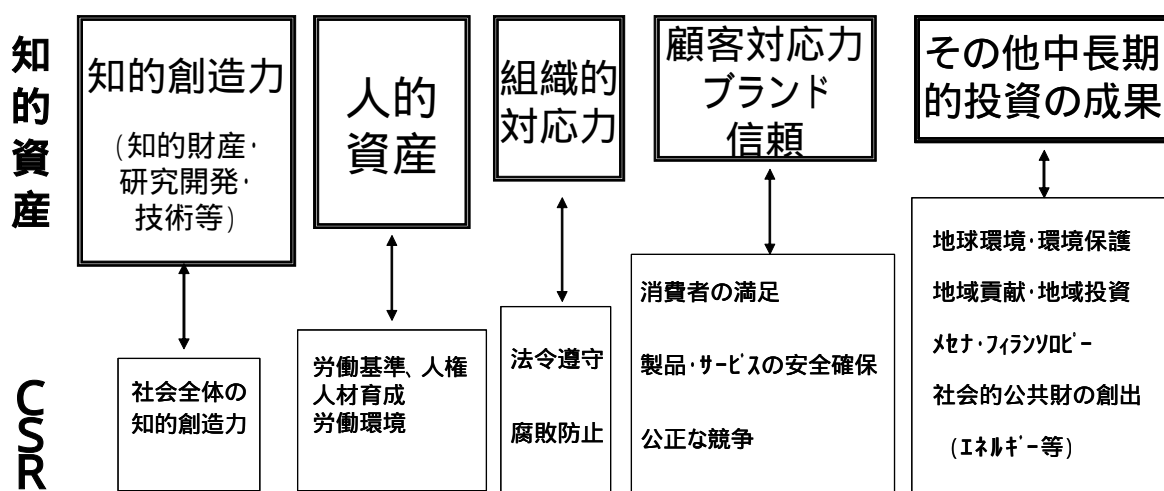 知的資産
知的創造力
(知的財産・
研究開発・
技術等)
人的
資産
組織的
対応力
顧客対応力
ブランド
信頼
その他中長期
的投資の成果
CSR
社会全体の
知的創造力
労働基準、人権
人材育成
労働環境
法令遵守
腐敗防止
消費者の満足
製品・サービスの安全確保
公正な競争
地球環境・環境保護
地域貢献・地域投資
メセナ・フィランソロピー
社会的公共財の創出
(エネルギー等)